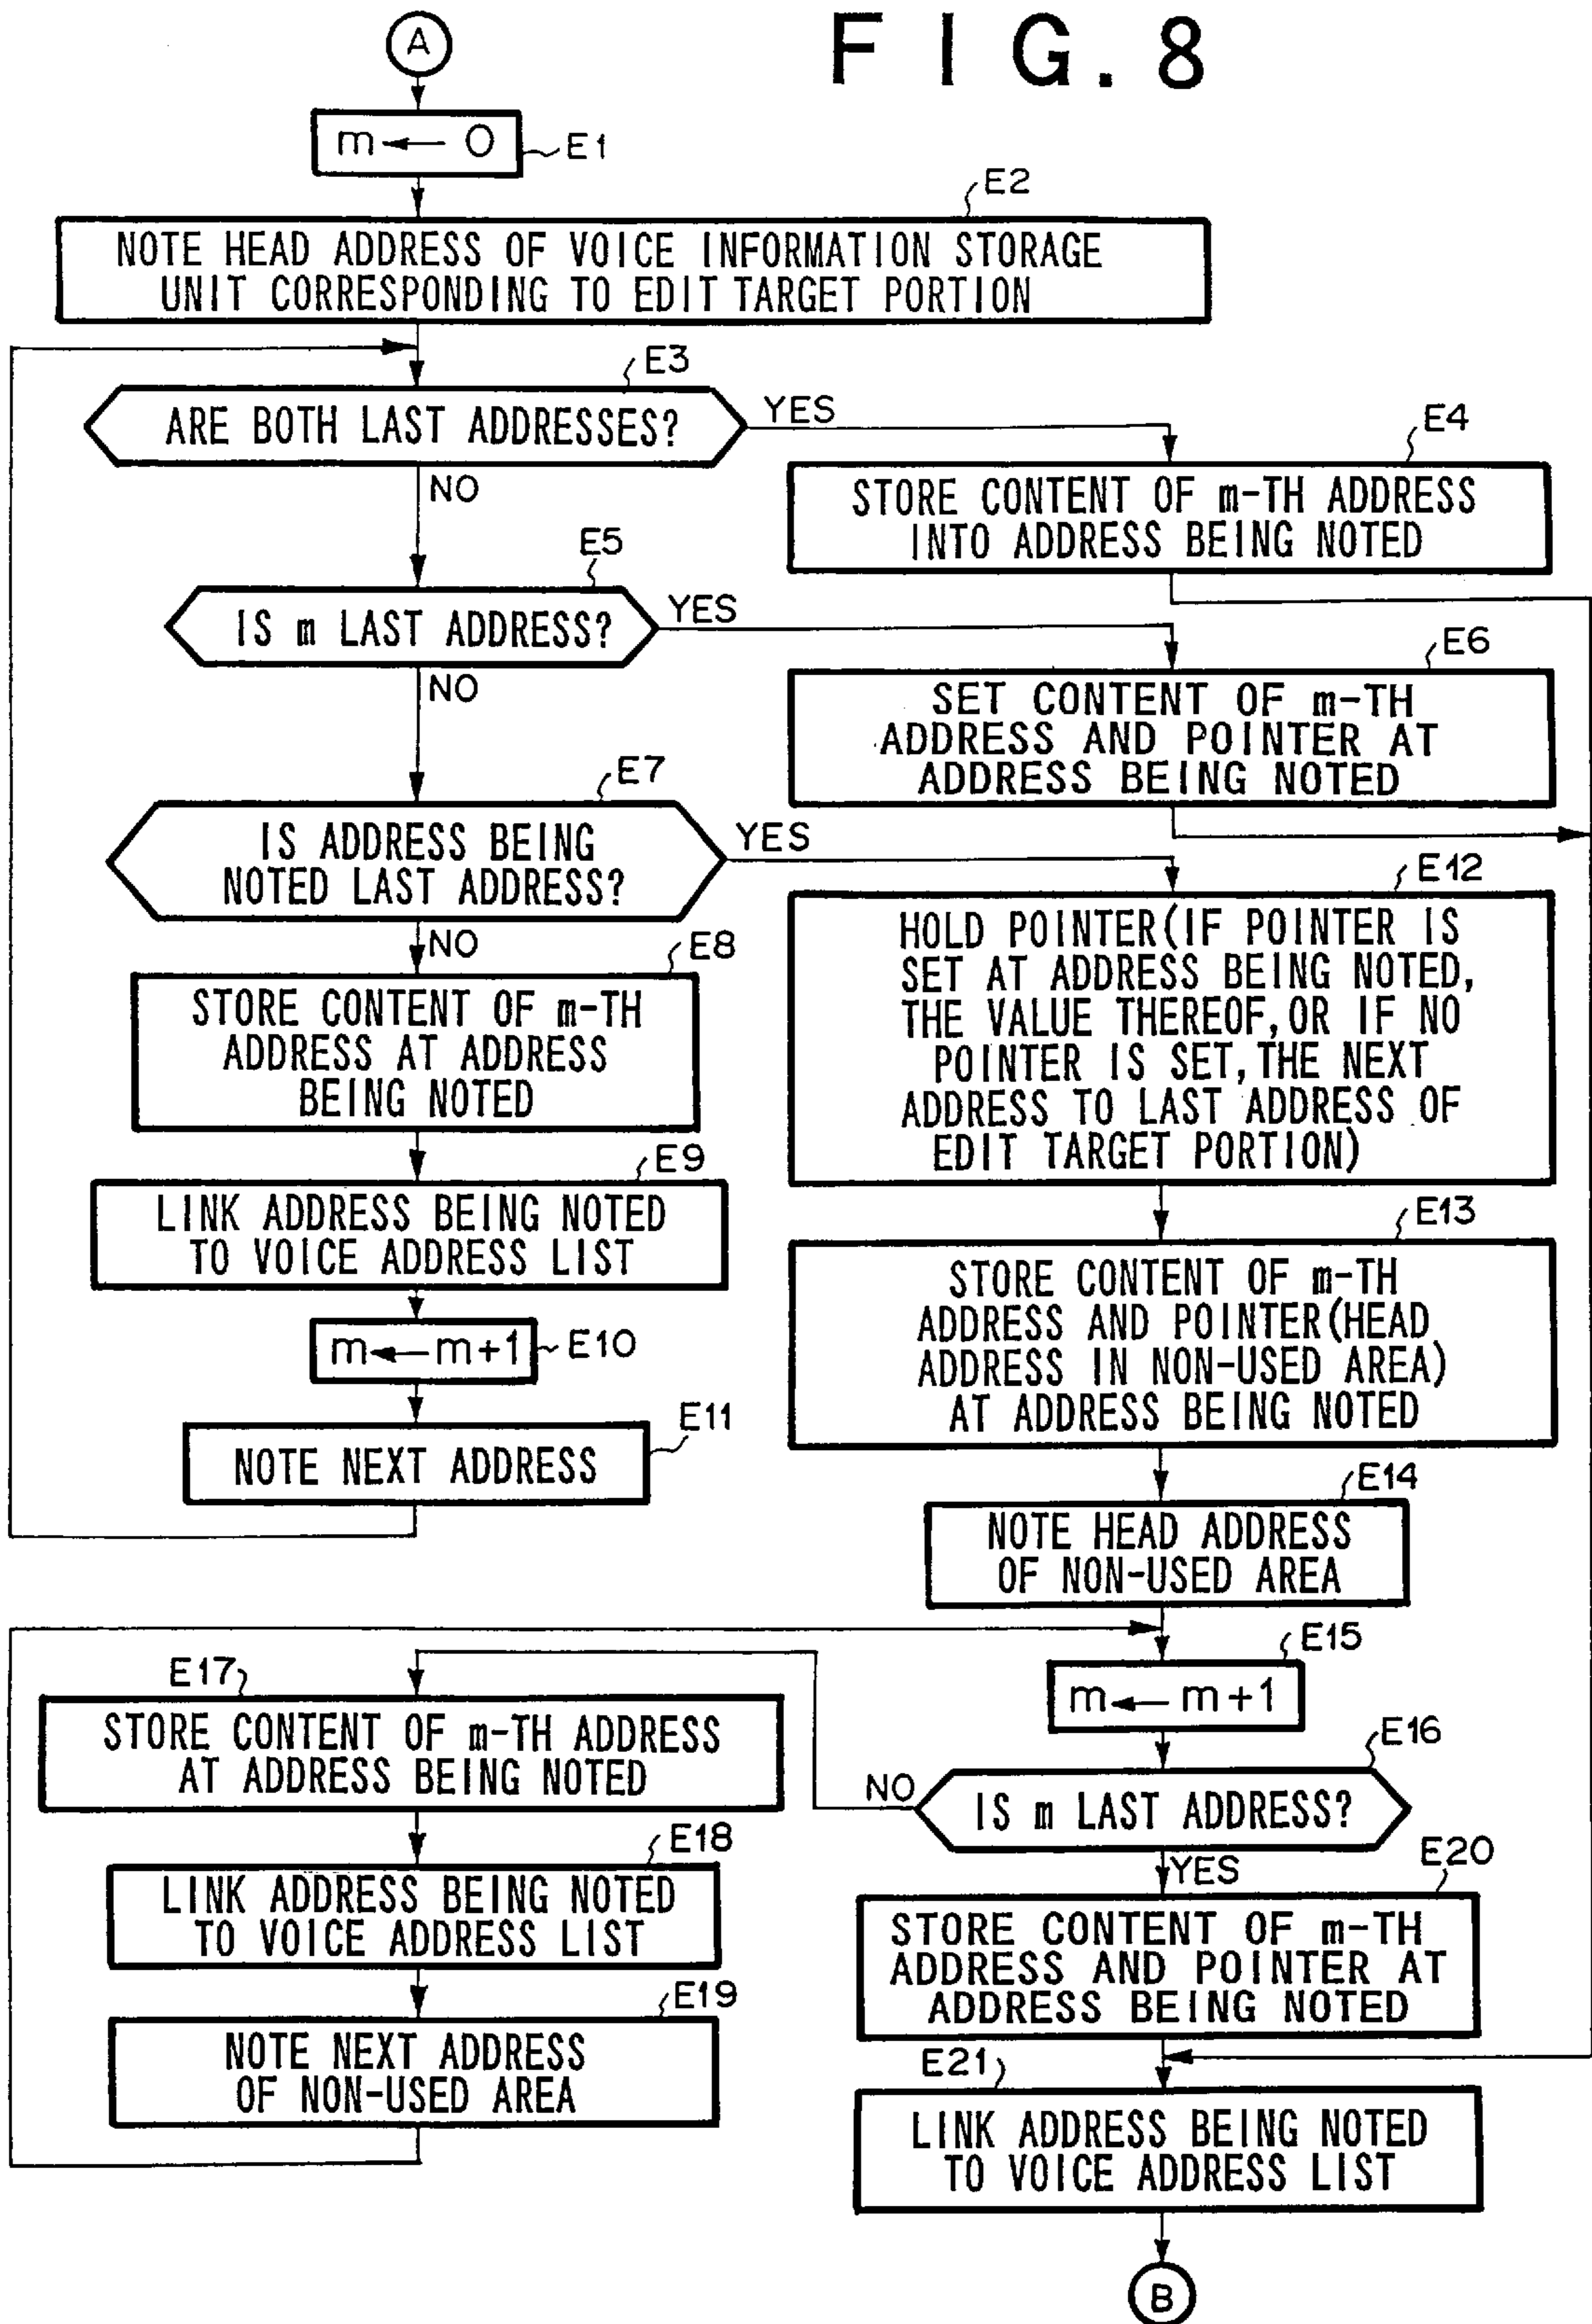 FIG. 8
A
m ← 0
E1
E2
NOTE HEAD ADDRESS OF VOICE INFORMATION STORAGE
UNIT CORRESPONDING TO EDIT TARGET PORTION
E3
ARE BOTH LAST ADDRESSES?
YES
NO
E4
STORE CONTENT OF m-TH ADDRESS
INTO ADDRESS BEING NOTED
E5
IS m LAST ADDRESS?
YES
NO
E6
SET CONTENT OF m-TH
ADDRESS AND POINTER AT
ADDRESS BEING NOTED
E7
IS ADDRESS BEING
NOTED LAST ADDRESS?
YES
NO
E8
STORE CONTENT OF m-TH
ADDRESS AT ADDRESS
BEING NOTED
E9
LINK ADDRESS BEING NOTED
TO VOICE ADDRESS LIST
m ← m+1
E10
E11
NOTE NEXT ADDRESS
E12
HOLD POINTER(IF POINTER IS
SET AT ADDRESS BEING NOTED,
THE VALUE THEREOF, OR IF NO
POINTER IS SET, THE NEXT
ADDRESS TO LAST ADDRESS OF
EDIT TARGET PORTION)
E13
STORE CONTENT OF m-TH
ADDRESS AND POINTER(HEAD
ADDRESS IN NON-USED AREA)
AT ADDRESS BEING NOTED
E14
NOTE HEAD ADDRESS
OF NON-USED AREA
E15
m ← m+1
E16
IS m LAST ADDRESS?
NO
YES
E17
STORE CONTENT OF m-TH ADDRESS
AT ADDRESS BEING NOTED
E18
LINK ADDRESS BEING NOTED
TO VOICE ADDRESS LIST
E19
NOTE NEXT ADDRESS
OF NON-USED AREA
E20
STORE CONTENT OF m-TH
ADDRESS AND POINTER AT
ADDRESS BEING NOTED
E21
LINK ADDRESS BEING NOTED
TO VOICE ADDRESS LIST
B